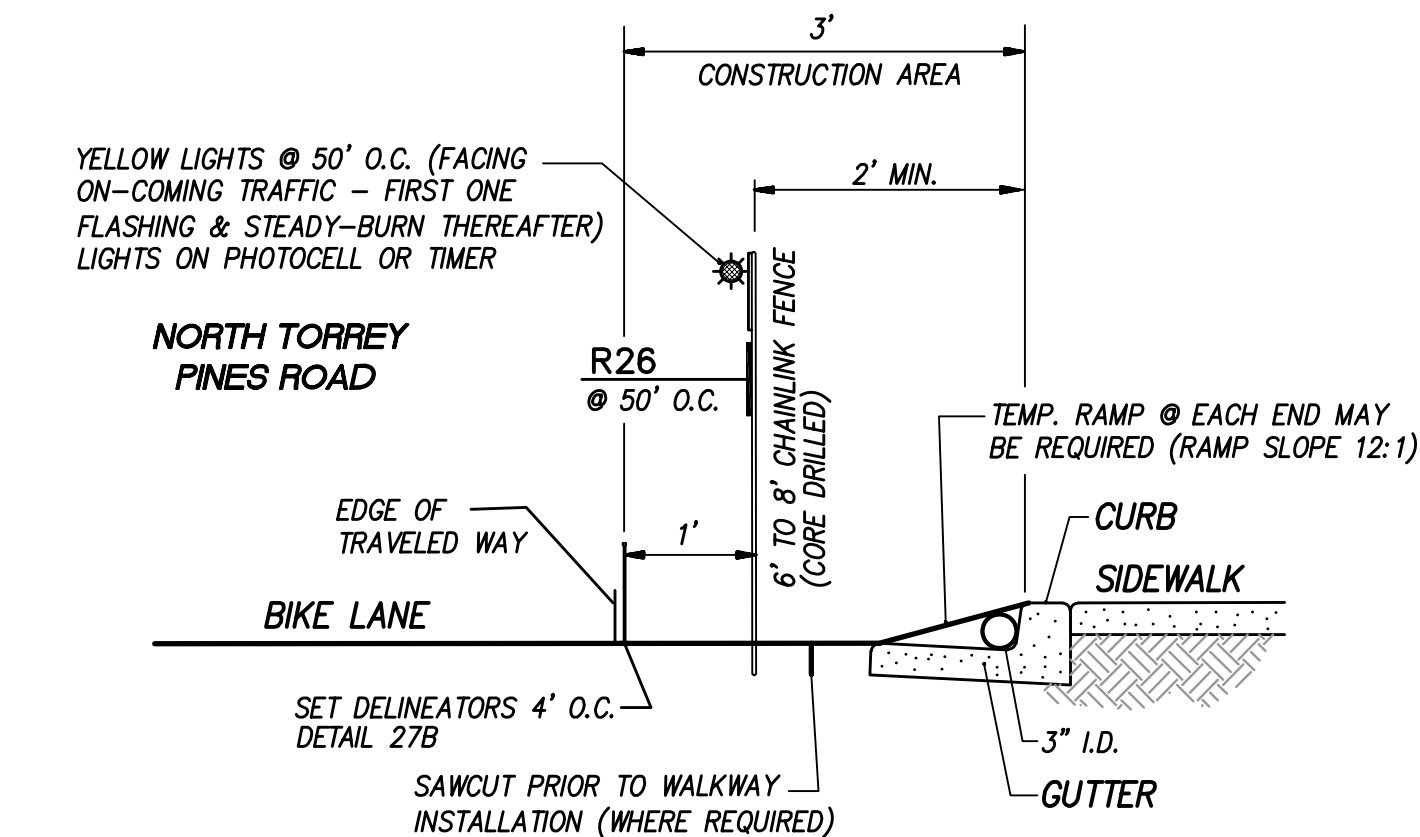 3'
CONSTRUCTION AREA
YELLOW LIGHTS @ 50' O.C. (FACING
ON-COMING TRAFFIC - FIRST ONE
FLASHING & STEADY-BURN THEREAFTER)
LIGHTS ON PHOTOCELL OR TIMER
2' MIN.
NORTH TORREY
PINES ROAD
R26
@ 50' O.C.
6' TO 8' CHAINLINK FENCE
(CORE DRILLED)
TEMP. RAMP @ EACH END MAY
BE REQUIRED (RAMP SLOPE 12:1)
EDGE OF
TRAVELED WAY
1'
CURB
SIDEWALK
BIKE LANE
SET DELINEATORS 4' O.C.
DETAIL 27B
3" I.D.
SAWCUT PRIOR TO WALKWAY
INSTALLATION (WHERE REQUIRED)
GUTTER